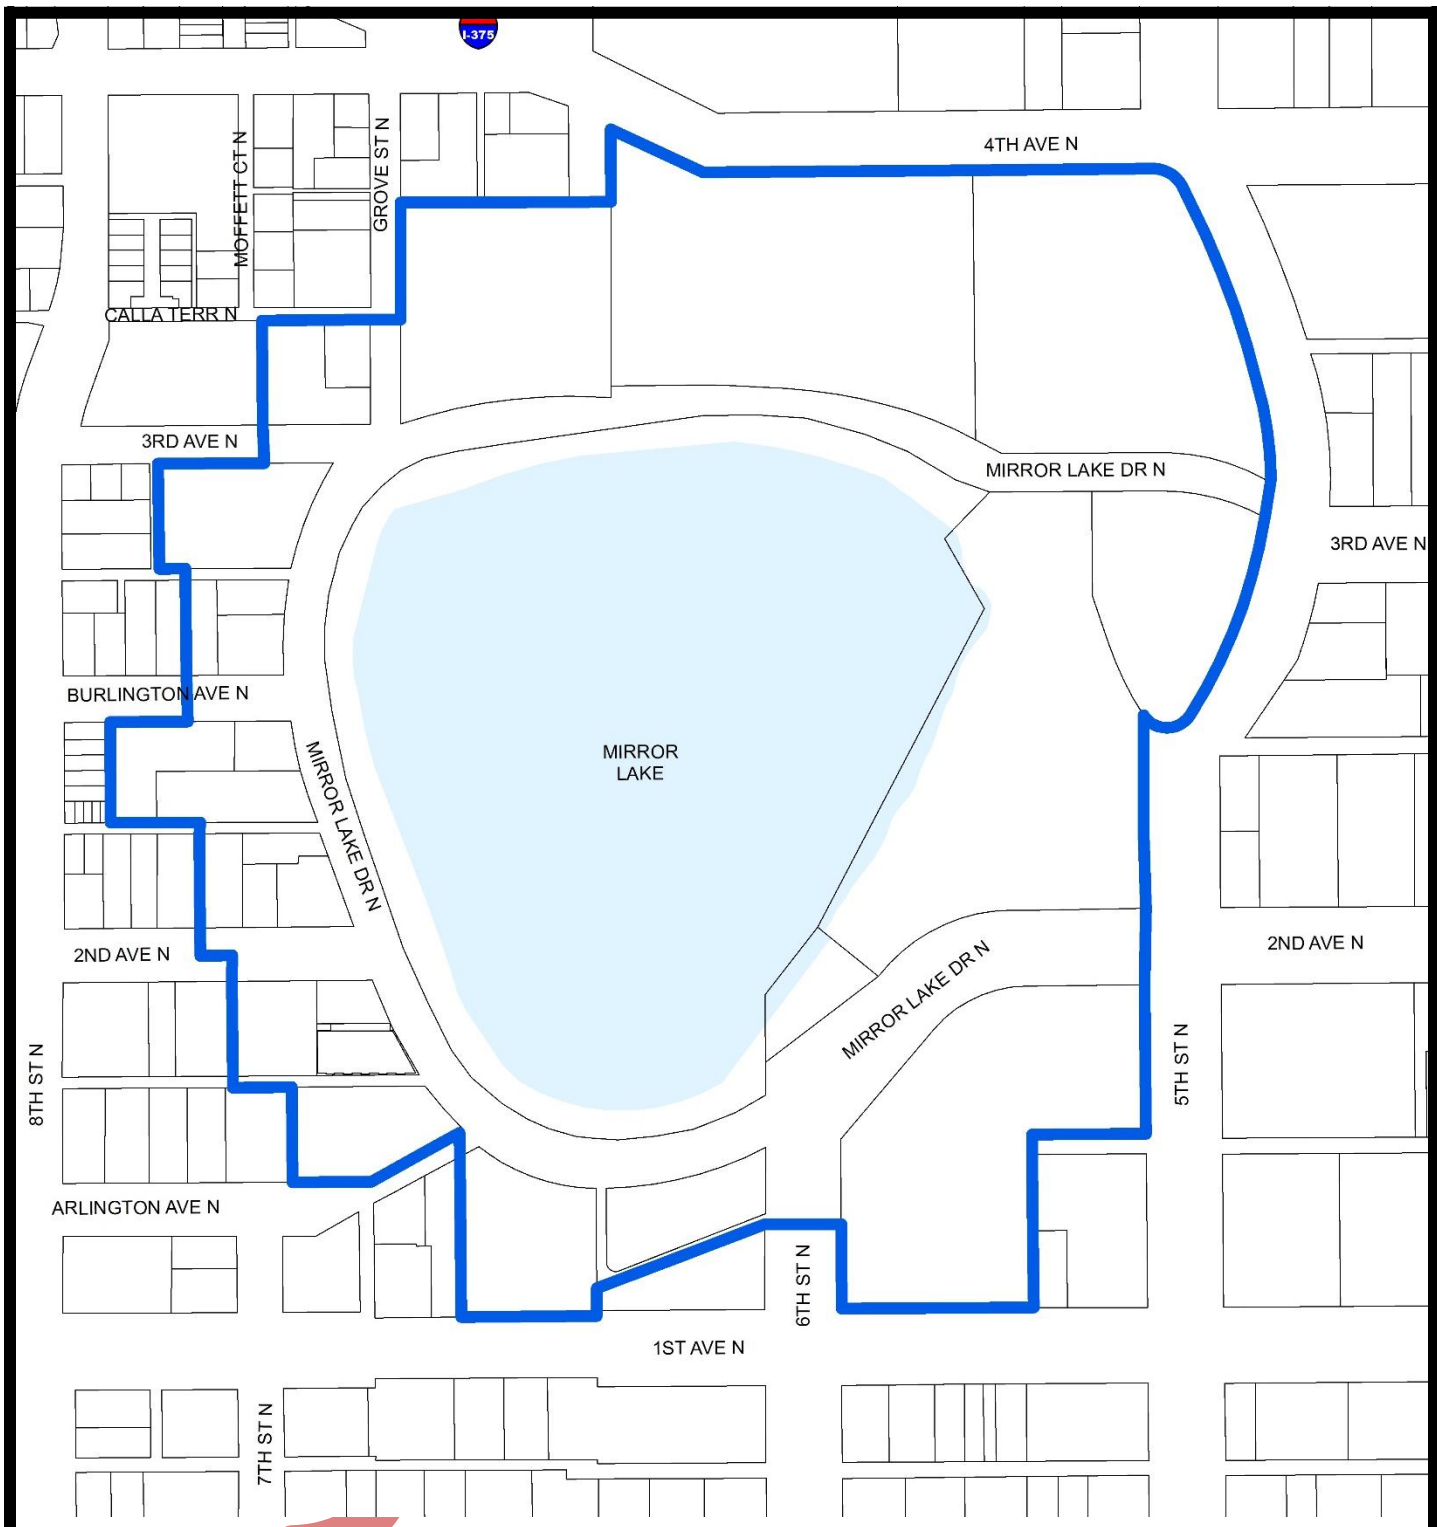 I-375
4TH AVE N
MOFFETT CT N
GROVE ST N
CALLA TERR N
3RD AVE N
MIRROR LAKE DR N
3RD AVE N
BURLINGTON AVE N
MIRROR
LAKE
MIRROR LAKE DR N
2ND AVE N
2ND AVE N
MIRROR LAKE DR N
8TH ST N
5TH ST N
ARLINGTON AVE N
6TH ST N
1ST AVE N
7TH ST N